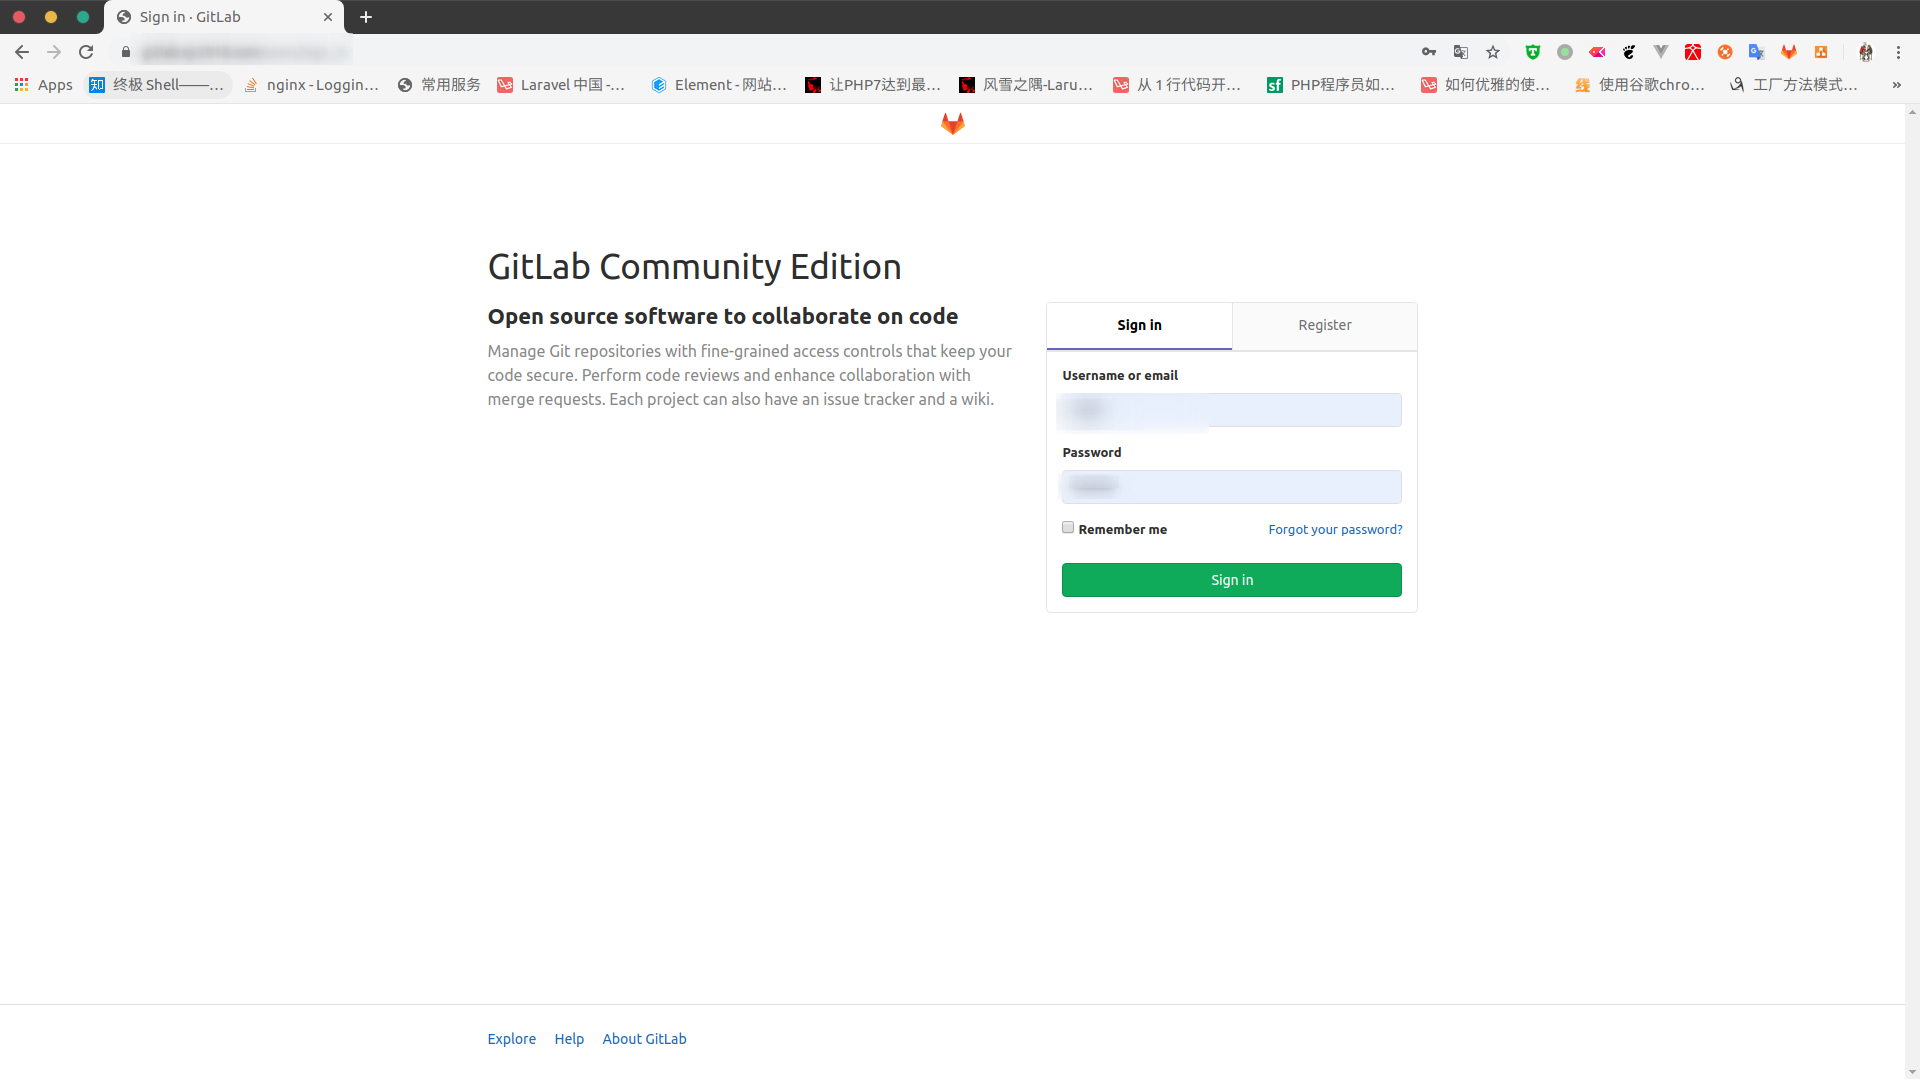 Sign in · GitLab
Apps
终极 Shell——…
nginx - Loggin…
常用服务
Laravel 中国 -…
Element - 网站…
让PHP7达到最…
风雪之隅-Laru…
从 1 行代码开…
PHP程序员如…
如何优雅的使…
使用谷歌chro…
工厂方法模式…
»
GitLab Community Edition
Open source software to collaborate on code
Manage Git repositories with fine-grained access controls that keep your
code secure. Perform code reviews and enhance collaboration with
merge requests. Each project can also have an issue tracker and a wiki.
Sign in
Register
Username or email
Password
Remember me
Forgot your password?
Sign in
Explore
Help
About GitLab